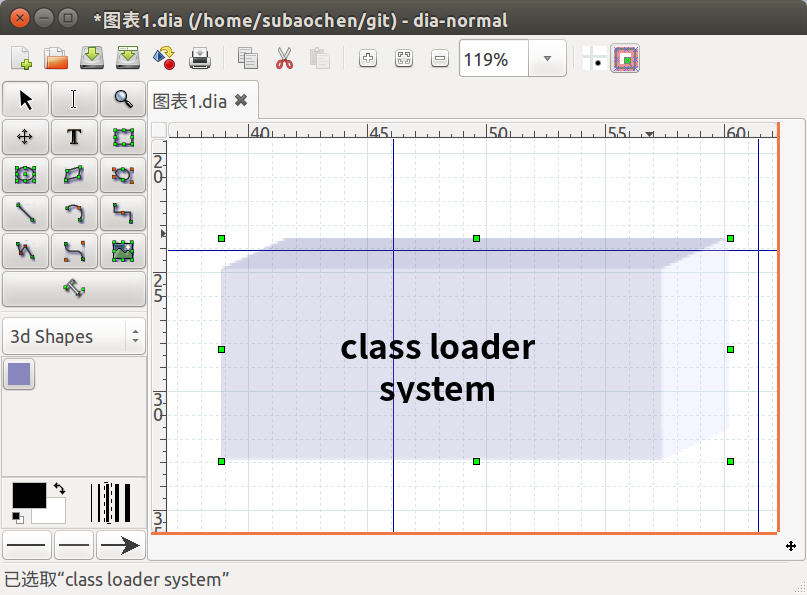 *图表1.dia (/home/subaochen/git) - dia-normal
119%
图表1.dia
T
40 45 50 55 60
20
25
30
35
3d Shapes
class loader
system
已选取“class loader system”